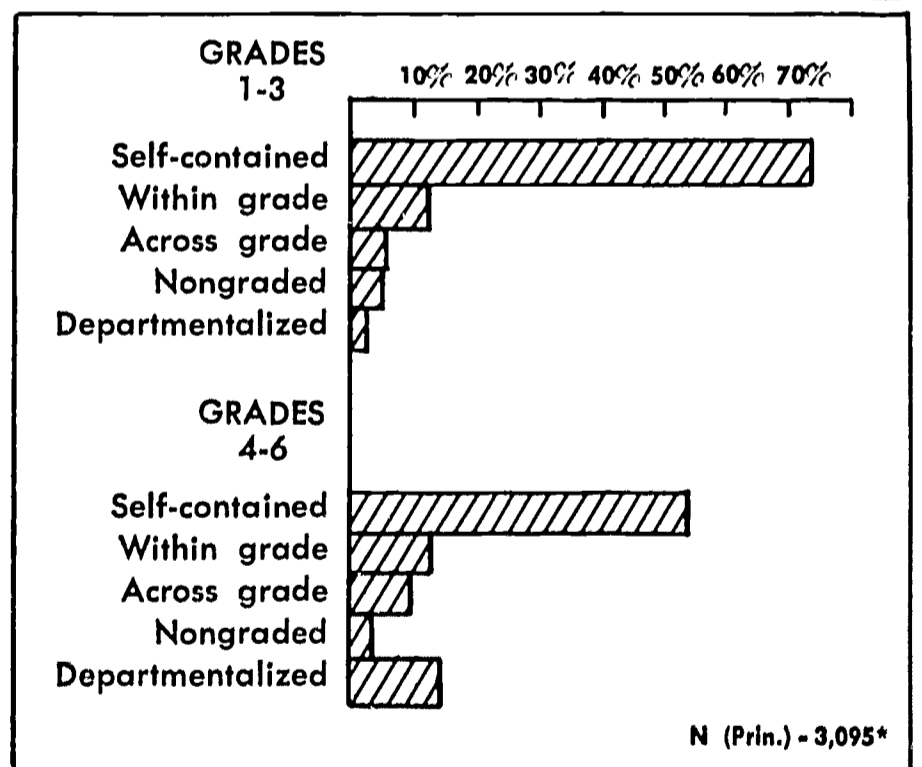 GRADES
1-3
10% 20% 30% 40% 50% 60% 70%
Self-contained
Within grade
Across grade
Nongraded
Departmentalized
GRADES
4-6
Self-contained
Within grade
Across grade
Nongraded
Departmentalized
N (Prin.) - 3,095*